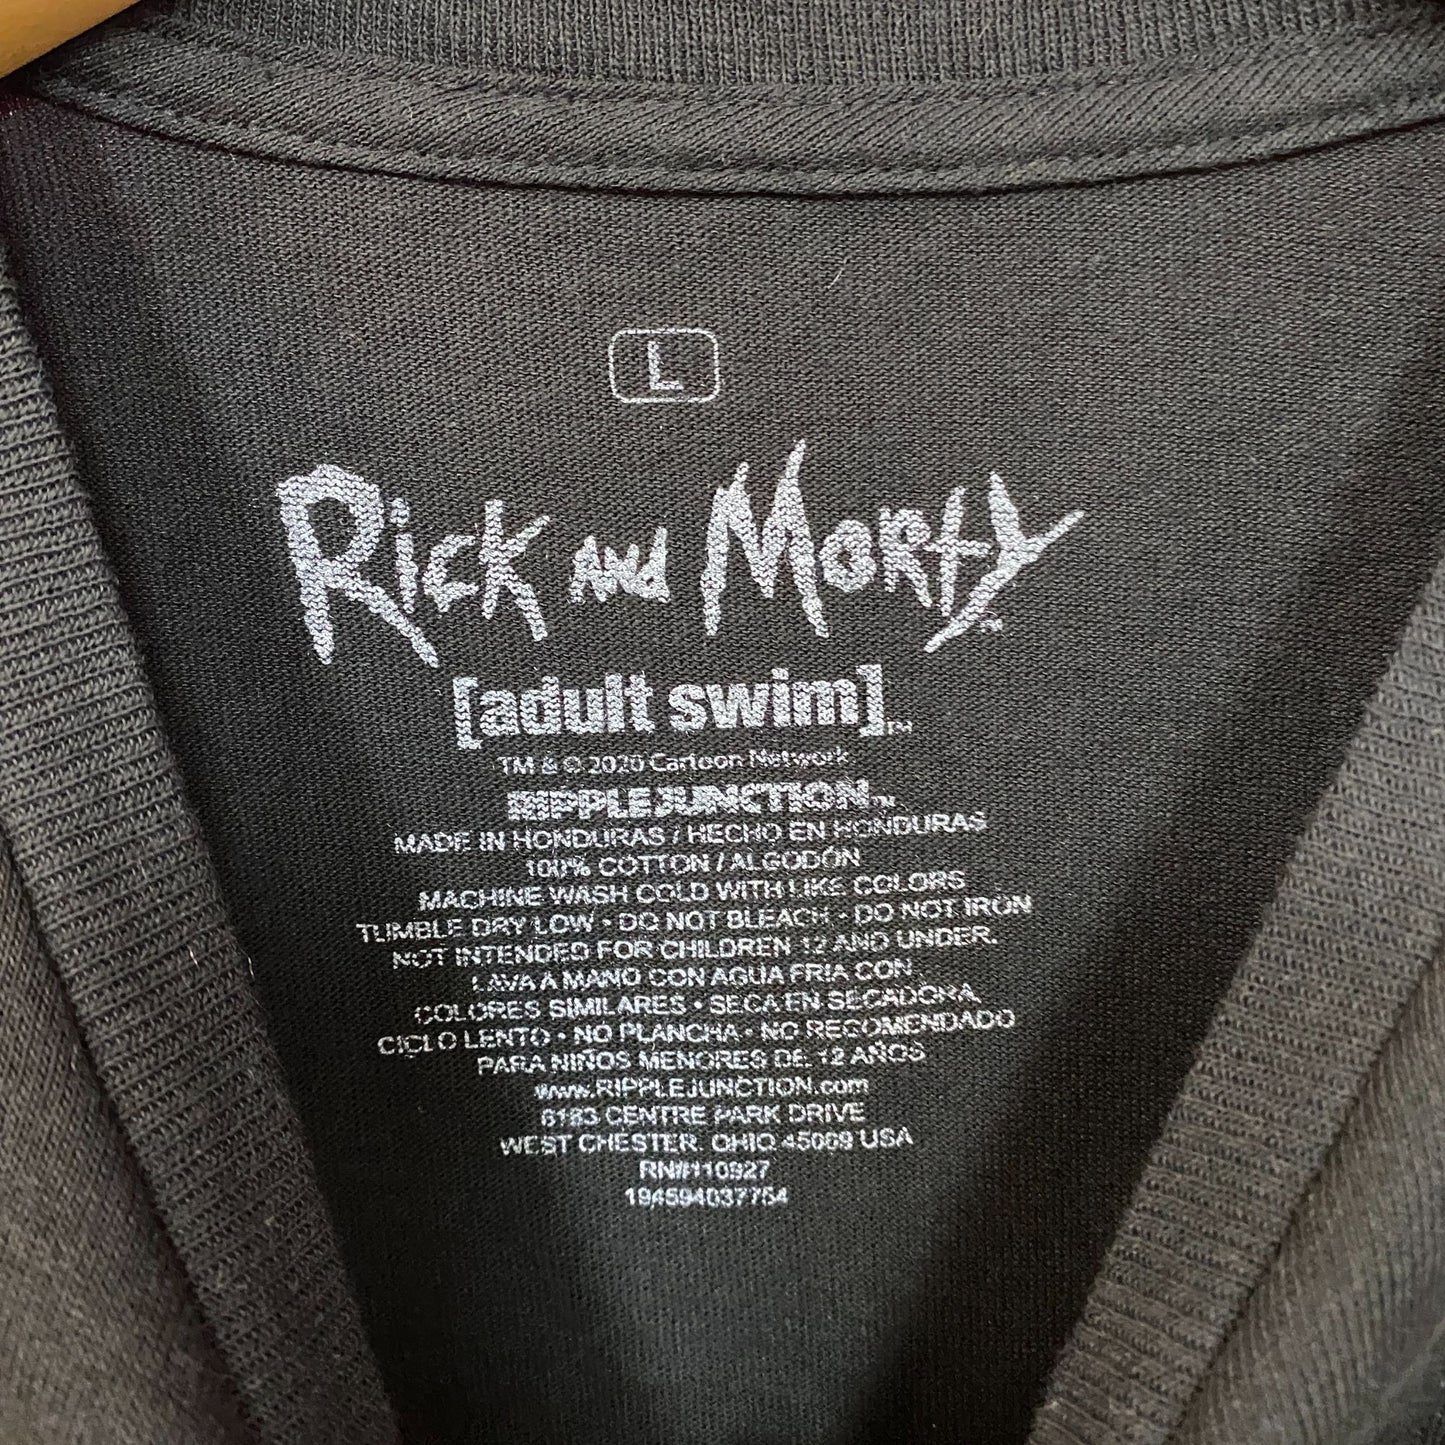 L
Rick and Morty
[adult swim]™
TM & © 2020 Cartoon Network
RIPPLE JUNCTION™
MADE IN HONDURAS / HECHO EN HONDURAS
100% COTTON / ALGODÓN
MACHINE WASH COLD WITH LIKE COLORS
TUMBLE DRY LOW • DO NOT BLEACH • DO NOT IRON
NOT INTENDED FOR CHILDREN 12 AND UNDER.
LAVA A MANO CON AGUA FRIA CON
COLORES SIMILARES • SECA EN SECADORA,
CICLO LENTO • NO PLANCHA • NO RECOMENDADO
PARA NIÑOS MENORES DE 12 AÑOS
www.RIPPLEJUNCTION.com
6183 CENTRE PARK DRIVE
WEST CHESTER, OHIO 45069 USA
RN#110927
194594037754